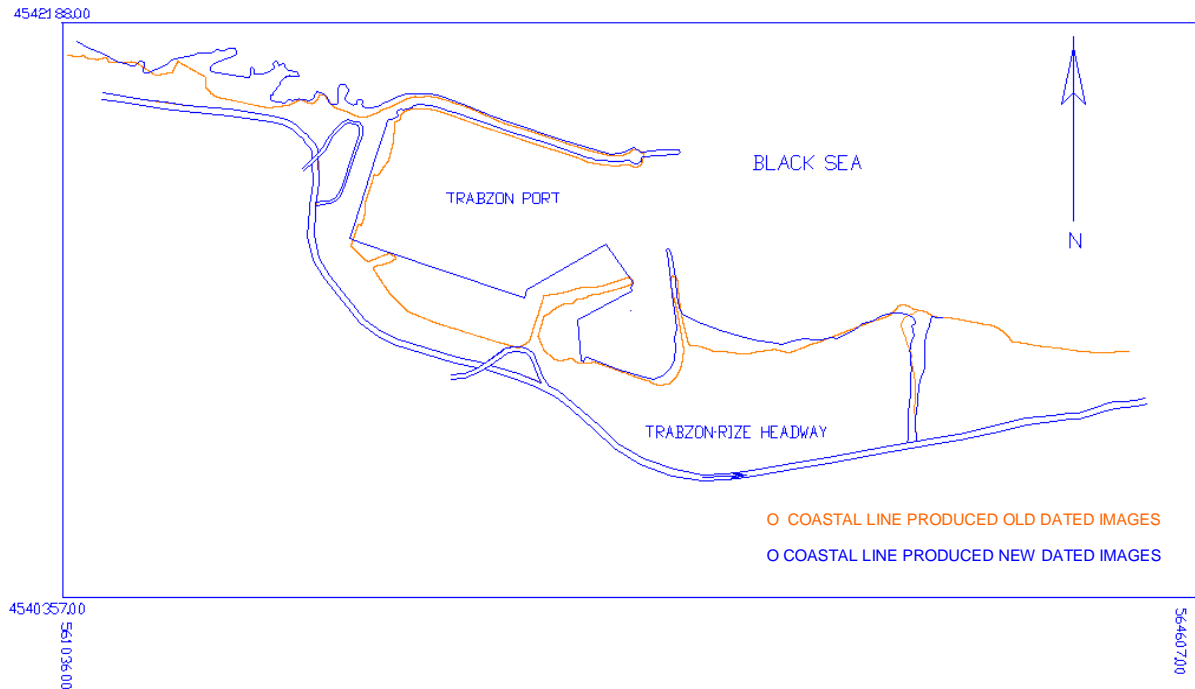 4542188.00
BLACK SEA
TRABZON PORT
N
TRABZON-RIZE HEADWAY
O COASTAL LINE PRODUCED OLD DATED IMAGES
O COASTAL LINE PRODUCED NEW DATED IMAGES
4540357.00
561036.00
564607.00